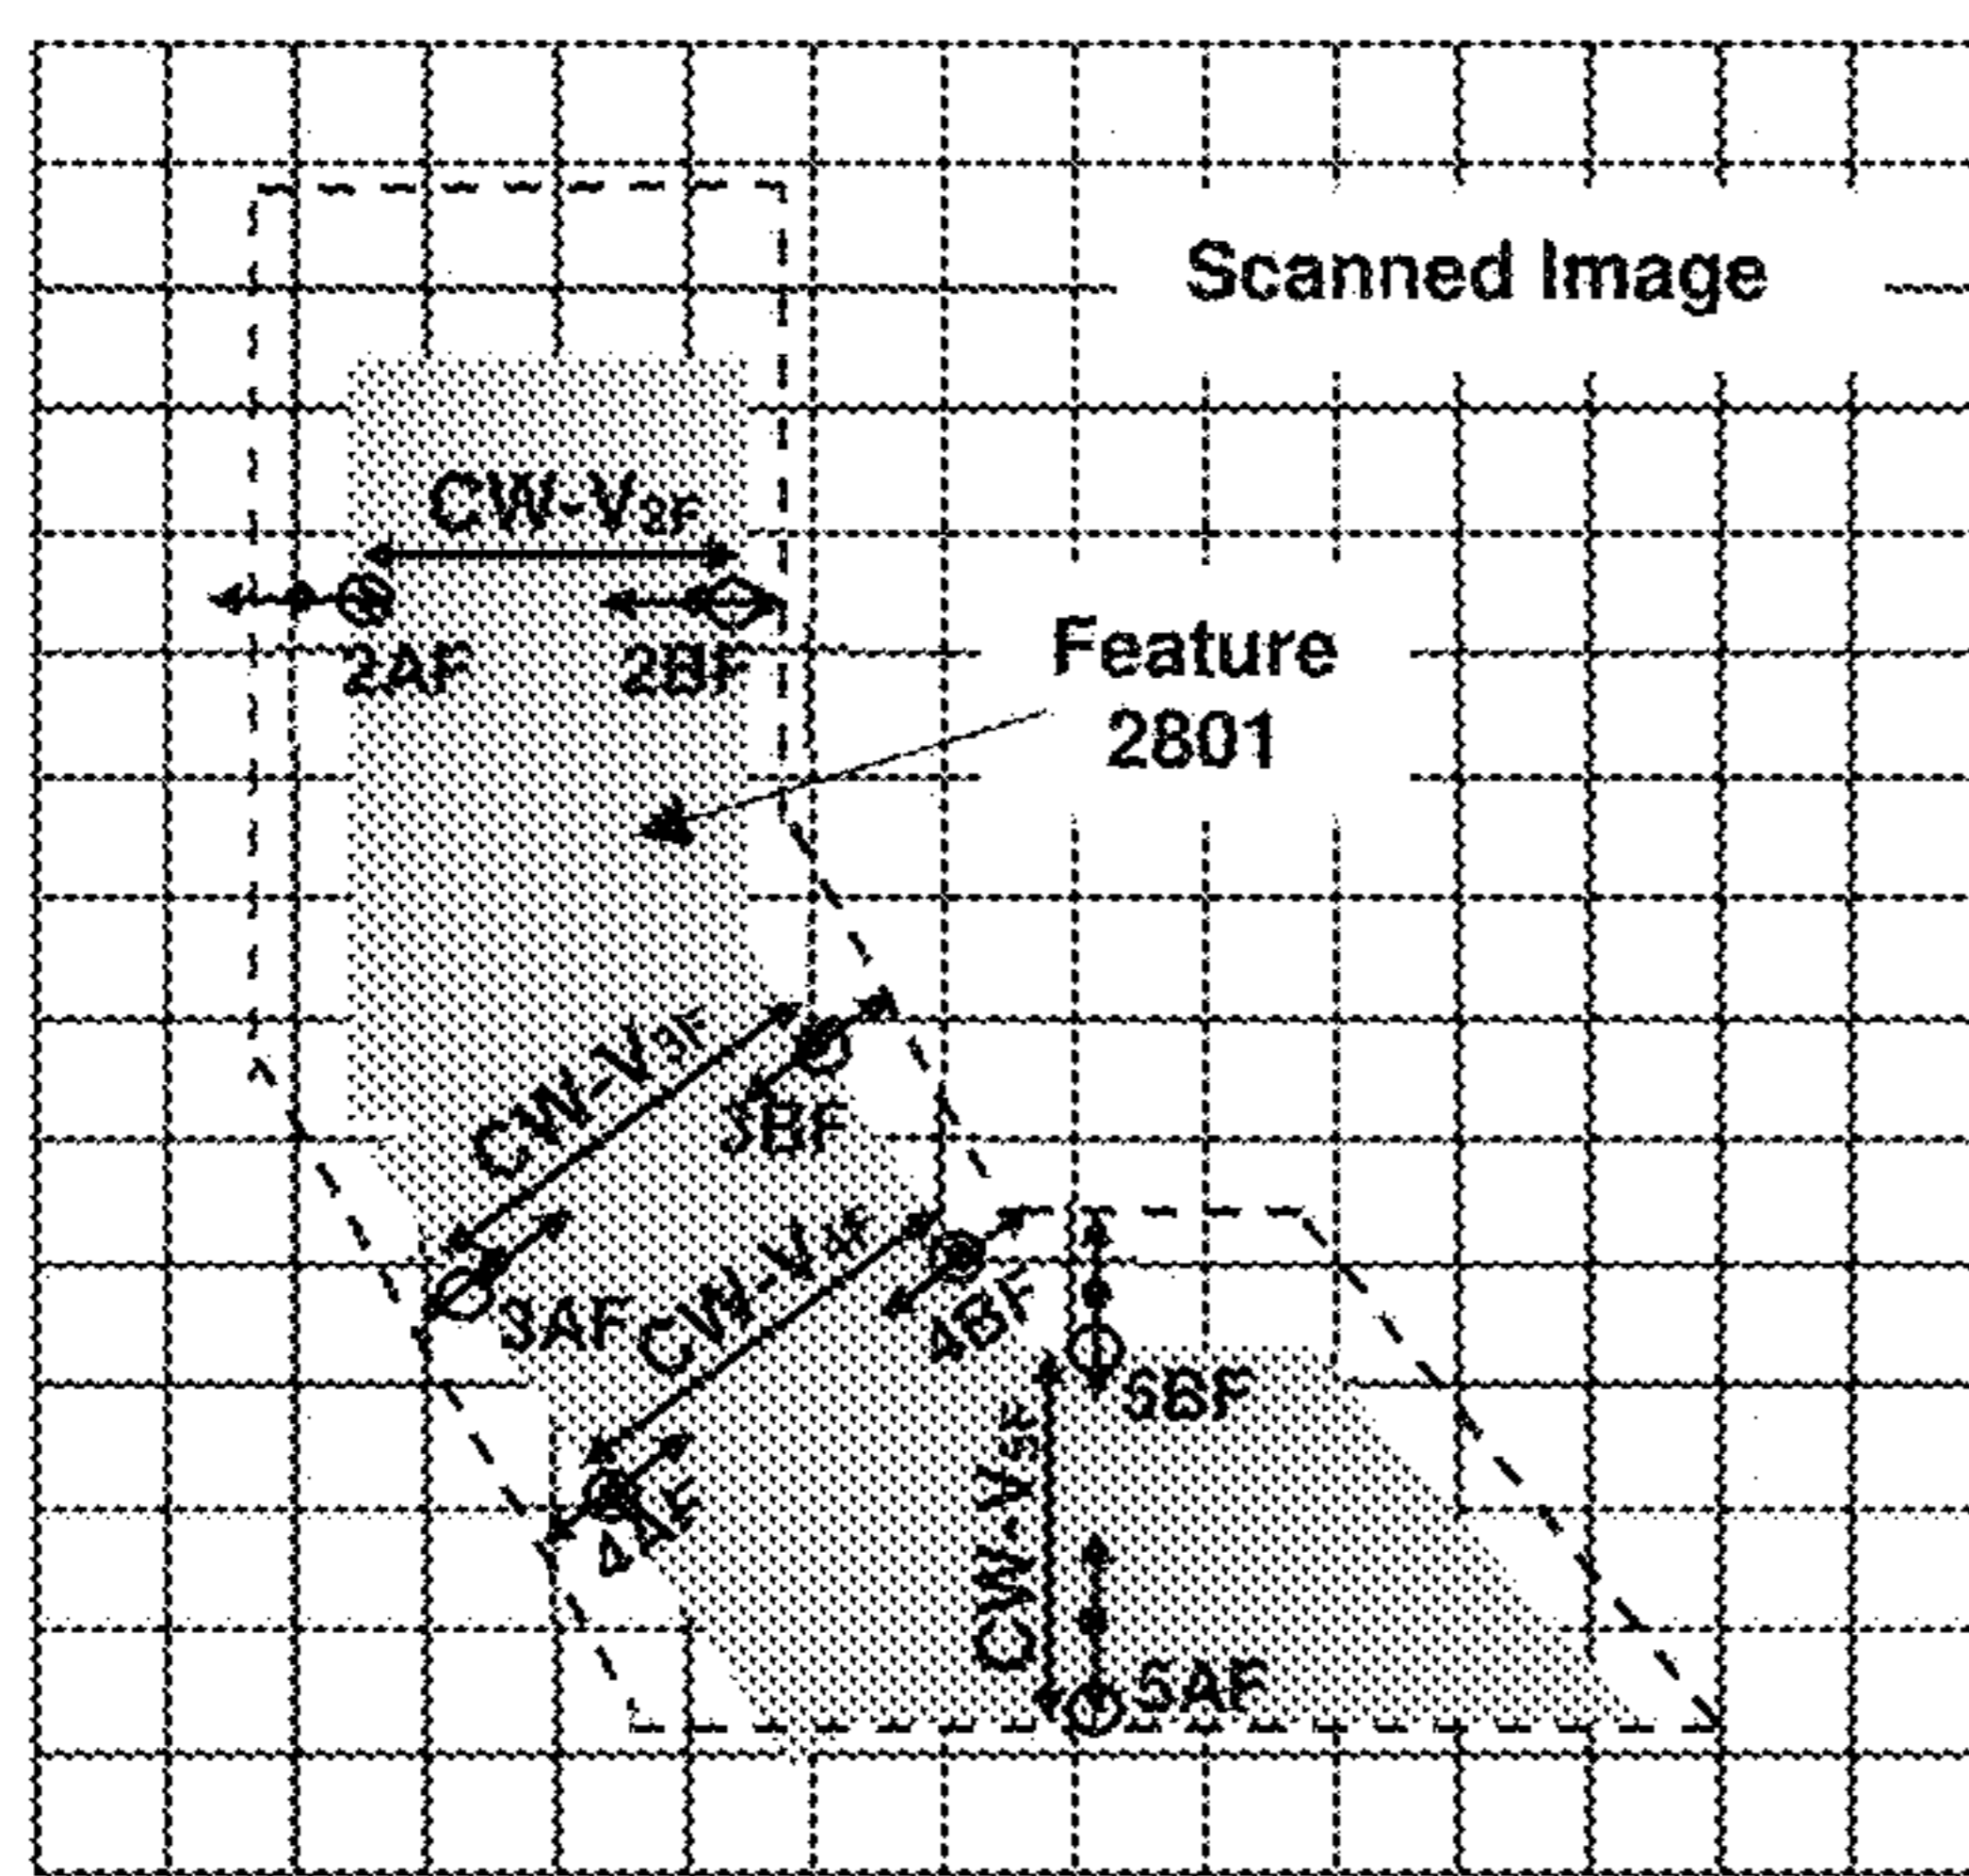 Scanned Image
CW-V2F
2AF
2BF
Feature
2801
CW-V3F
3BF
3AF
CW-V4F
4BF
4AF
5BF
CW-V5F
5AF